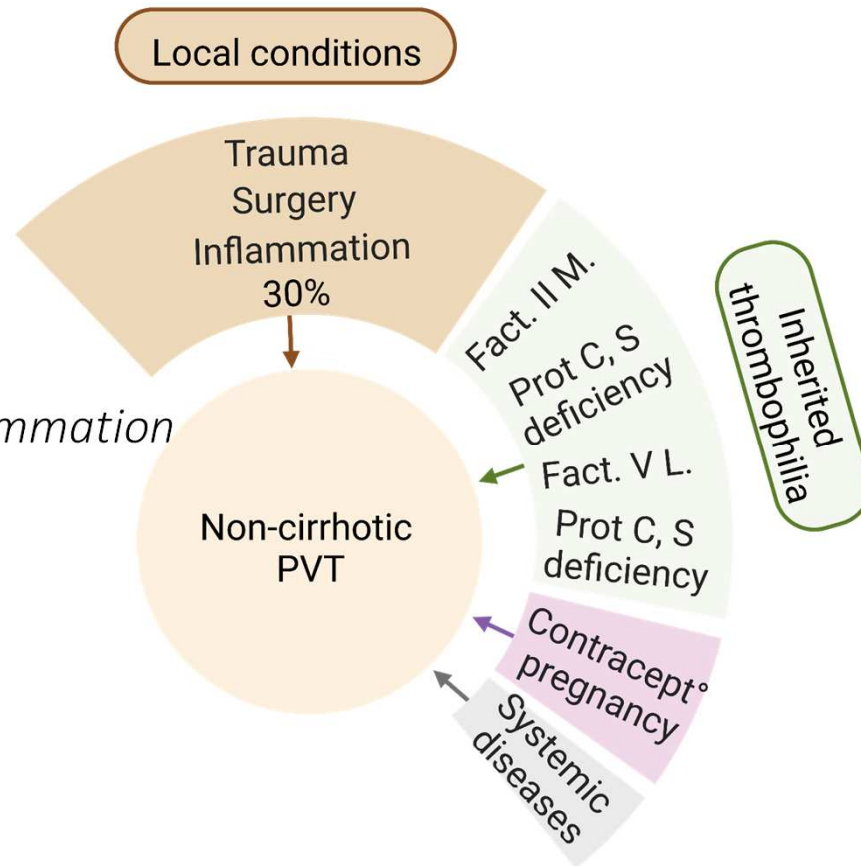 Local conditions
Trauma
Surgery
Inflammation
30%
Fact. II M.
Prot C, S
deficiency
Fact. V L.
Prot C, S
deficiency
Inherited
thrombophilia
mmation
Non-cirrhotic
PVT
Contracept°
pregnancy
Systemic
diseases